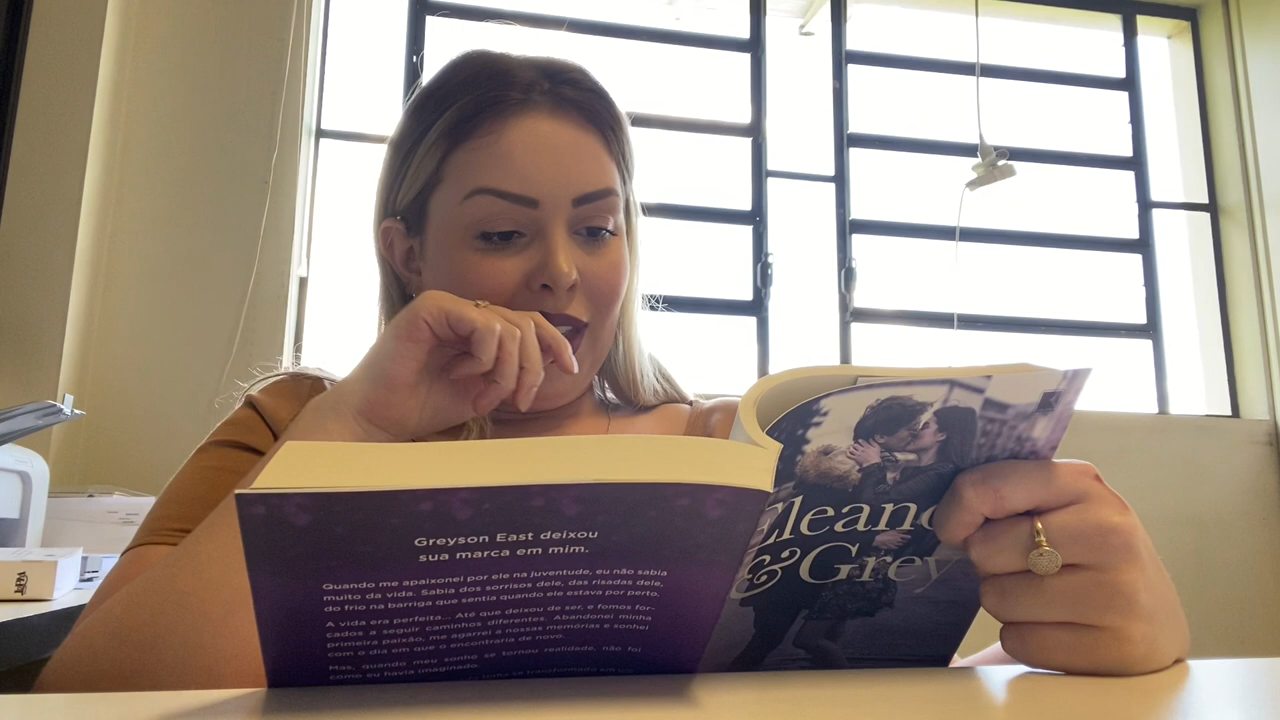 Greyson East deixou
sua marca em mim.
Quando me apaixonei por ele na juventude, eu não sabia
muito da vida. Sabia dos sorrisos dele, das risadas dele,
do frio na barriga que sentia quando ele estava por perto.
A vida era perfeita... Até que deixou de ser, e fomos for-
çados a seguir caminhos diferentes. Abandonei minha
primeira paixão, me agarrei a nossas memórias e sonhei
com o dia em que o encontraria de novo.
Mas, quando meu sonho se tornou realidade, não foi
como eu havia imaginado.
Eleano
& Grey